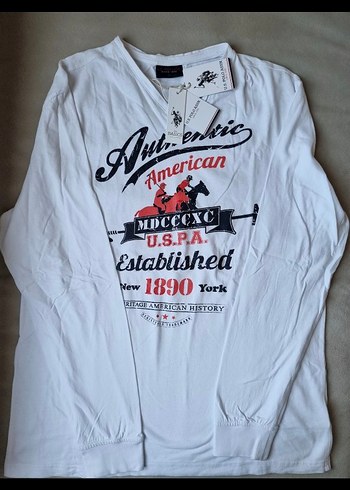 Authentic
American
MDCCCXC
U.S.P.A.
Established
New 1890 York
HERITAGE AMERICAN HISTORY